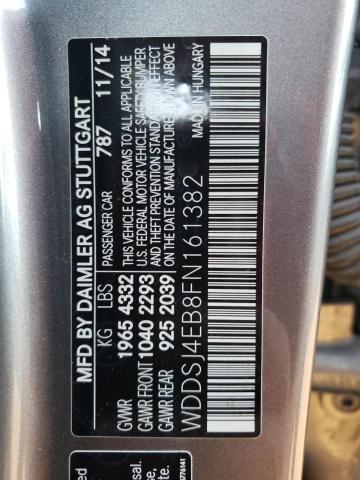 MFD BY DAIMLER AG STUTTGART
PASSENGER CAR 787 11/14
KG LBS
GVWR 1965 4332
GAWR FRONT 1040 2293
GAWR REAR 925 2039
THIS VEHICLE CONFORMS TO ALL APPLICABLE
U.S. FEDERAL MOTOR VEHICLE SAFETY, BUMPER
AND THEFT PREVENTION STANDARDS IN EFFECT
ON THE DATE OF MANUFACTURE SHOWN ABOVE
MADE IN HUNGARY
WDDSJ4EB8FN161382